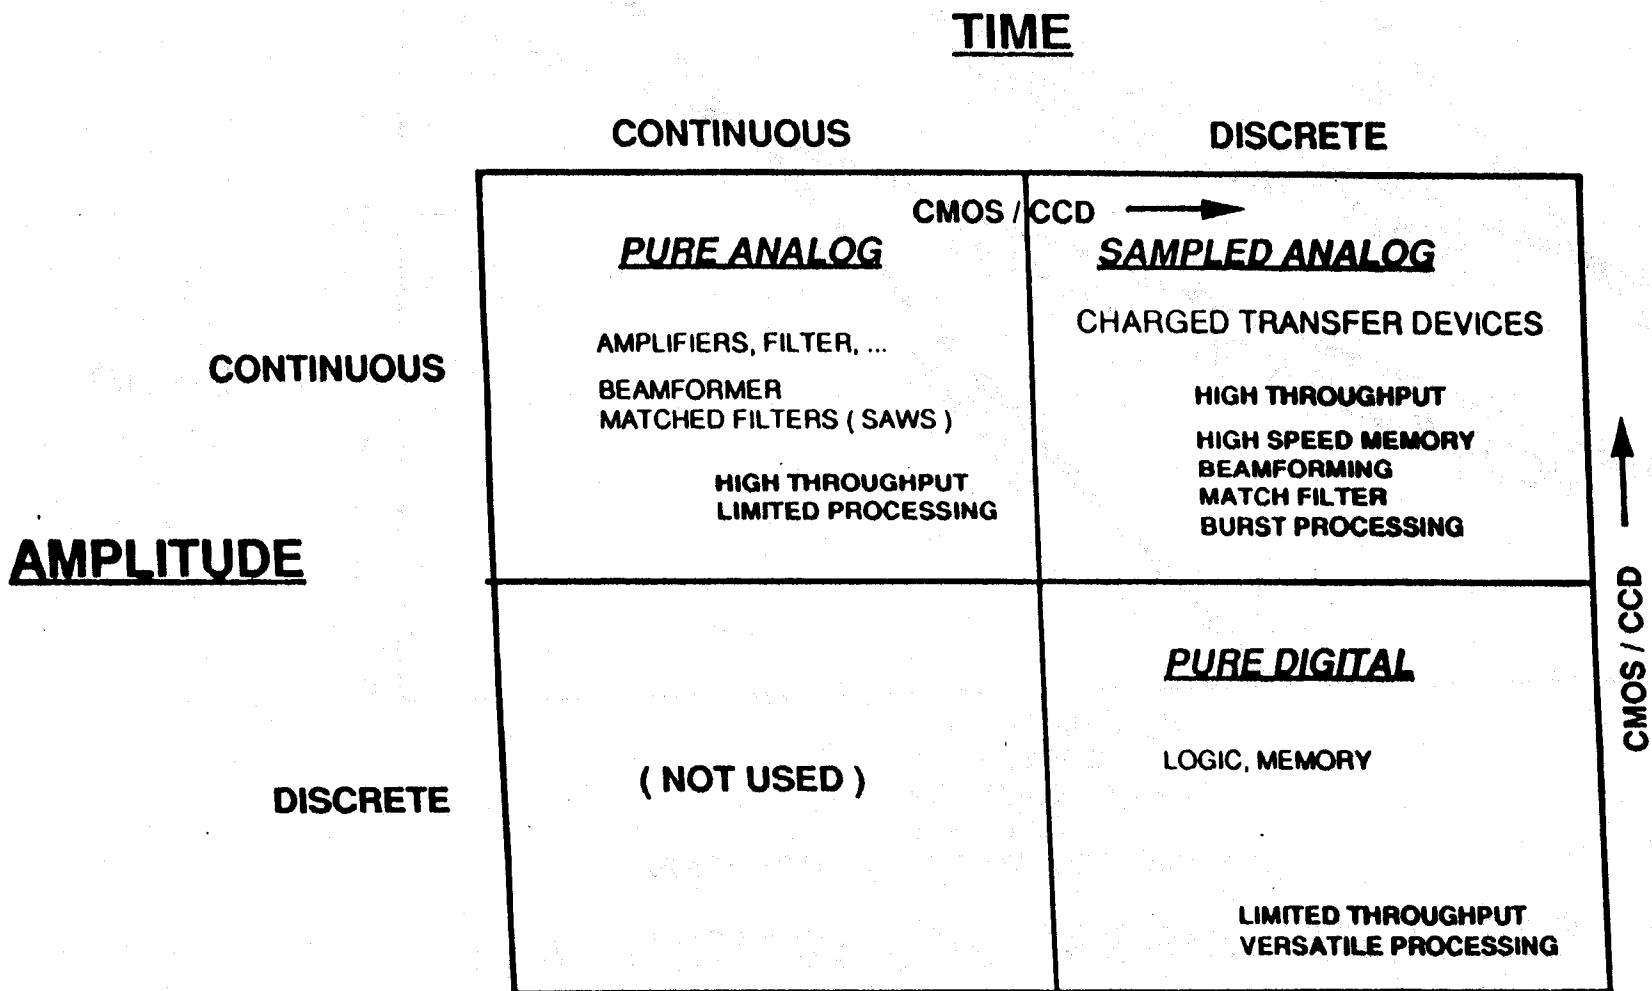 TIME
CONTINUOUS
DISCRETE
CMOS / CCD
PURE ANALOG
SAMPLED ANALOG
CONTINUOUS
AMPLIFIERS, FILTER, ...
BEAMFORMER
MATCHED FILTERS ( SAWS )
HIGH THROUGHPUT
LIMITED PROCESSING
CHARGED TRANSFER DEVICES
HIGH THROUGHPUT
HIGH SPEED MEMORY
BEAMFORMING
MATCH FILTER
BURST PROCESSING
AMPLITUDE
CMOS / CCD
DISCRETE
( NOT USED )
PURE DIGITAL
LOGIC, MEMORY
LIMITED THROUGHPUT
VERSATILE PROCESSING